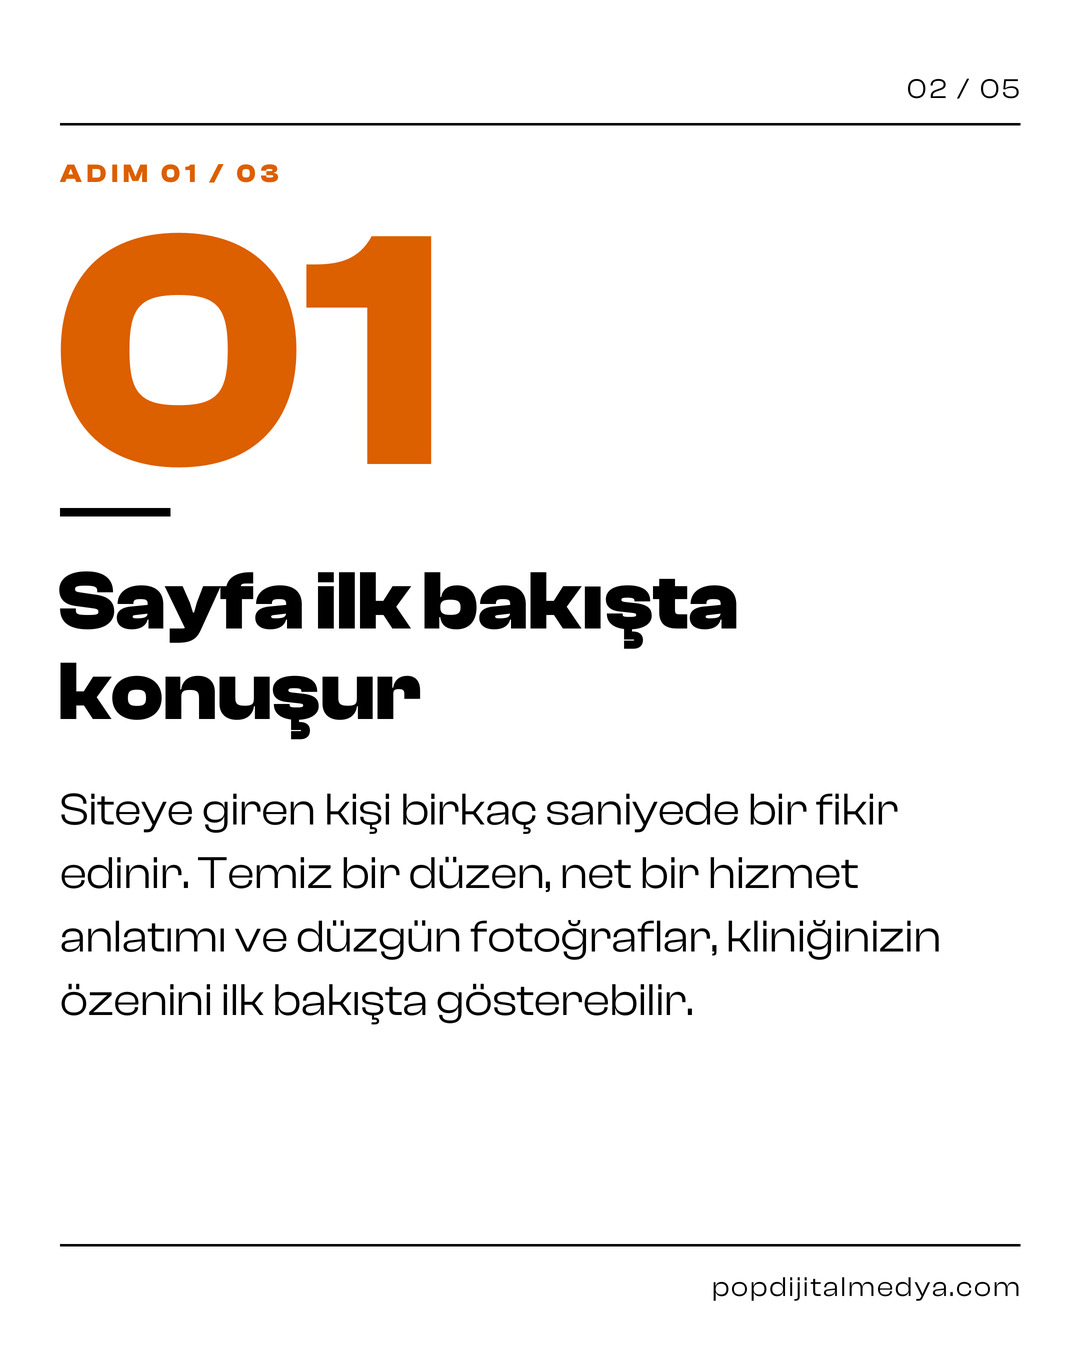 02 / 05
ADIM 01 / 03
01
Sayfa ilk bakışta
konuşur
Siteye giren kişi birkaç saniyede bir fikir
edinir. Temiz bir düzen, net bir hizmet
anlatımı ve düzgün fotoğraflar, kliniğinizin
özenini ilk bakışta gösterebilir.
popdijitalmedya.com